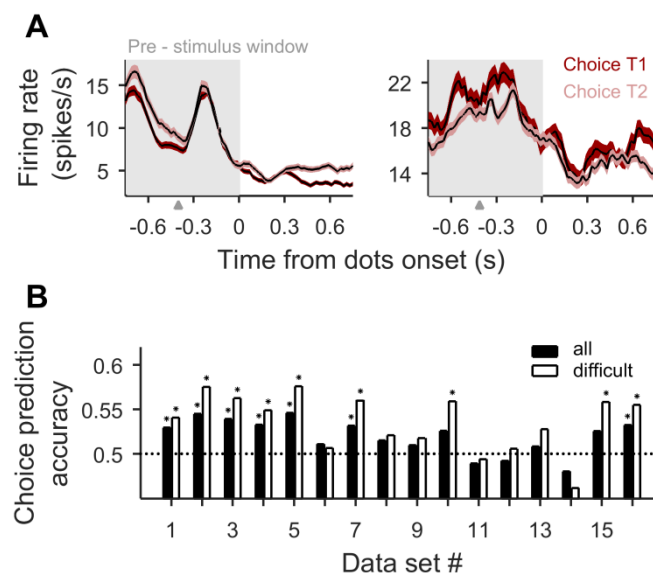 A
Pre - stimulus window
Choice T1
Choice T2
Firing rate
(spikes/s)
15
10
5
22
18
14
-0.6 -0.3 0 0.3 0.6
-0.6 -0.3 0 0.3 0.6
Time from dots onset (s)
B
all
difficult
Choice prediction
accuracy
0.6
0.55
0.5
* * * * * * * * * * * * * * *
1 3 5 7 9 11 13 15
Data set #